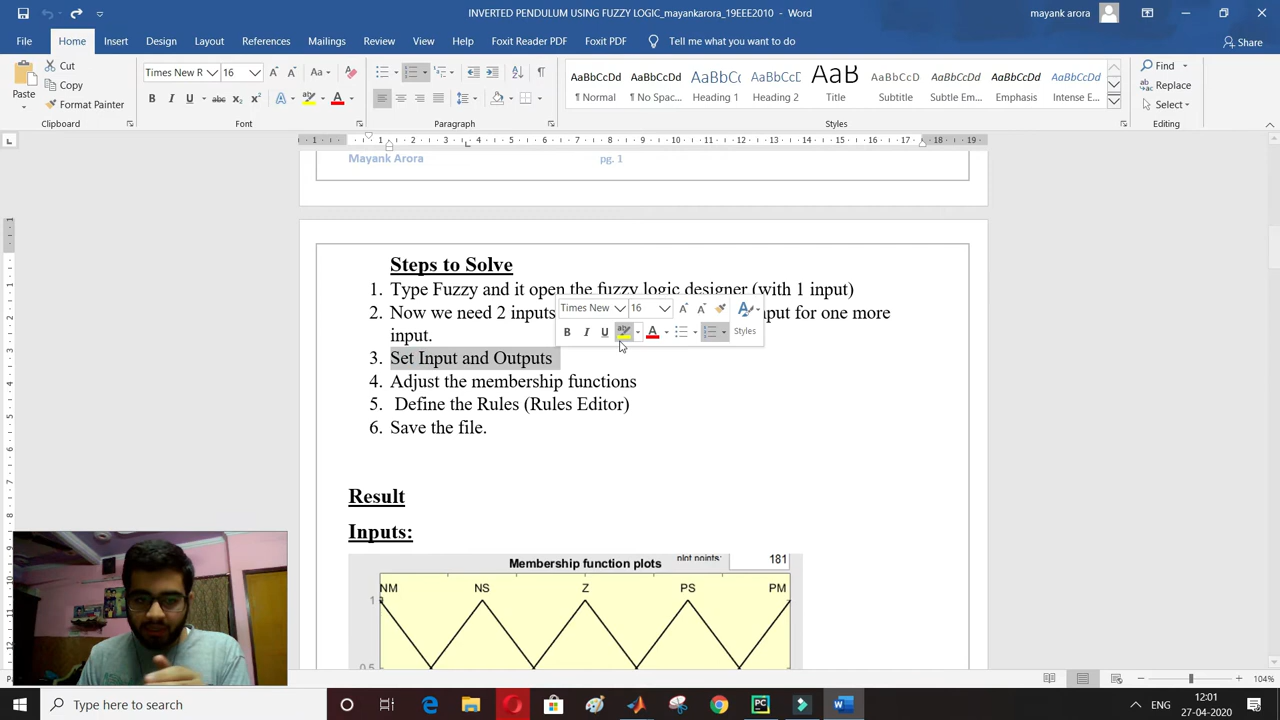 INVERTED PENDULUM USING FUZZY LOGIC_mayankarora_19EEE2010 - Word
mayank arora
File Home Insert Design Layout References Mailings Review View Help Foxit Reader PDF Foxit PDF Tell me what you want to do
Share
Paste
Cut
Copy
Format Painter
Clipboard
Times New R 16
Font
Paragraph
AaBbCcDd AaBbCcDd AaBbCc AaBbCcD AaB AaBbCcD AaBbCcDd AaBbCcDd AaBbCcDd
¶ Normal ¶ No Spac... Heading 1 Heading 2 Title Subtitle Subtle Em... Emphasis Intense E...
Styles
Find
Replace
Select
Editing
Mayank Arora pg. 1
Steps to Solve
1. Type Fuzzy and it open the fuzzy logic designer (with 1 input)
2. Now we need 2 inputs
put for one more
input.
3. Set Input and Outputs
4. Adjust the membership functions
5. Define the Rules (Rules Editor)
6. Save the file.
Times New 16
Styles
Result
Inputs:
Membership function plots plot points: 181
NM NS Z PS PM
1
0.5
104%
Type here to search
ENG
12:01
27-04-2020